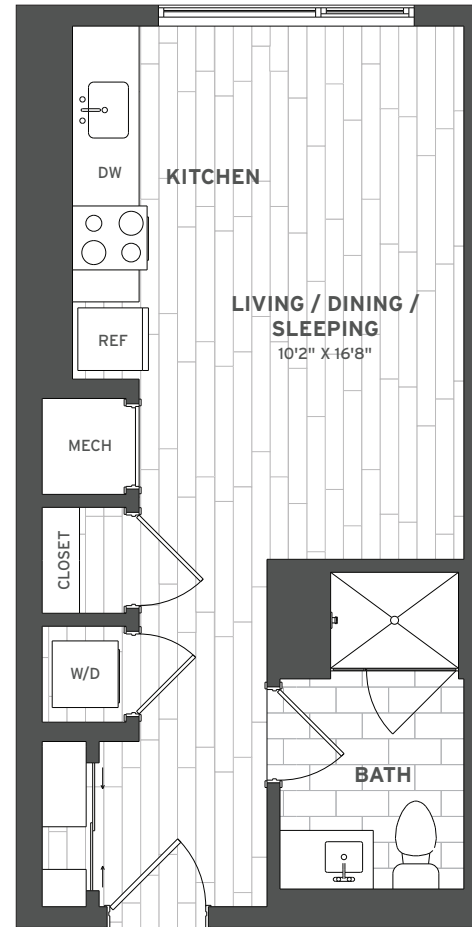 DW
KITCHEN
LIVING / DINING /
SLEEPING
10'2" X 16'8"
REF
MECH
CLOSET
W/D
BATH